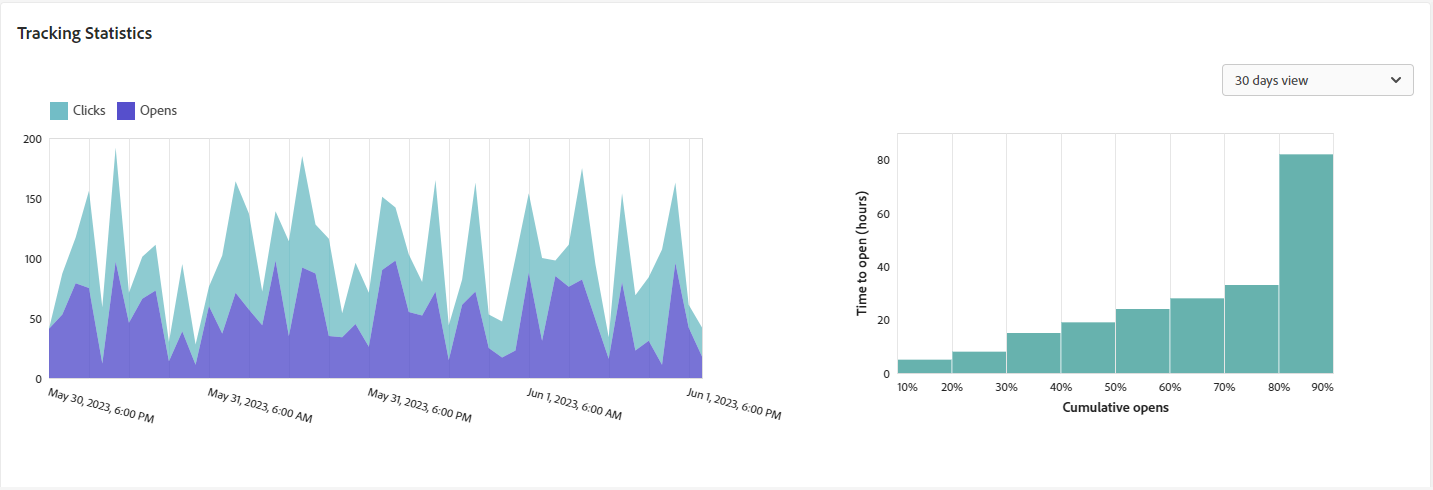 Tracking Statistics
30 days view
Clicks Opens
200
150
100
50
0
May 30, 2023, 6:00 PM
May 31, 2023, 6:00 AM
May 31, 2023, 6:00 PM
Jun 1, 2023, 6:00 AM
Jun 1, 2023, 6:00 PM
Time to open (hours)
80
60
40
20
0
10% 20% 30% 40% 50% 60% 70% 80% 90%
Cumulative opens